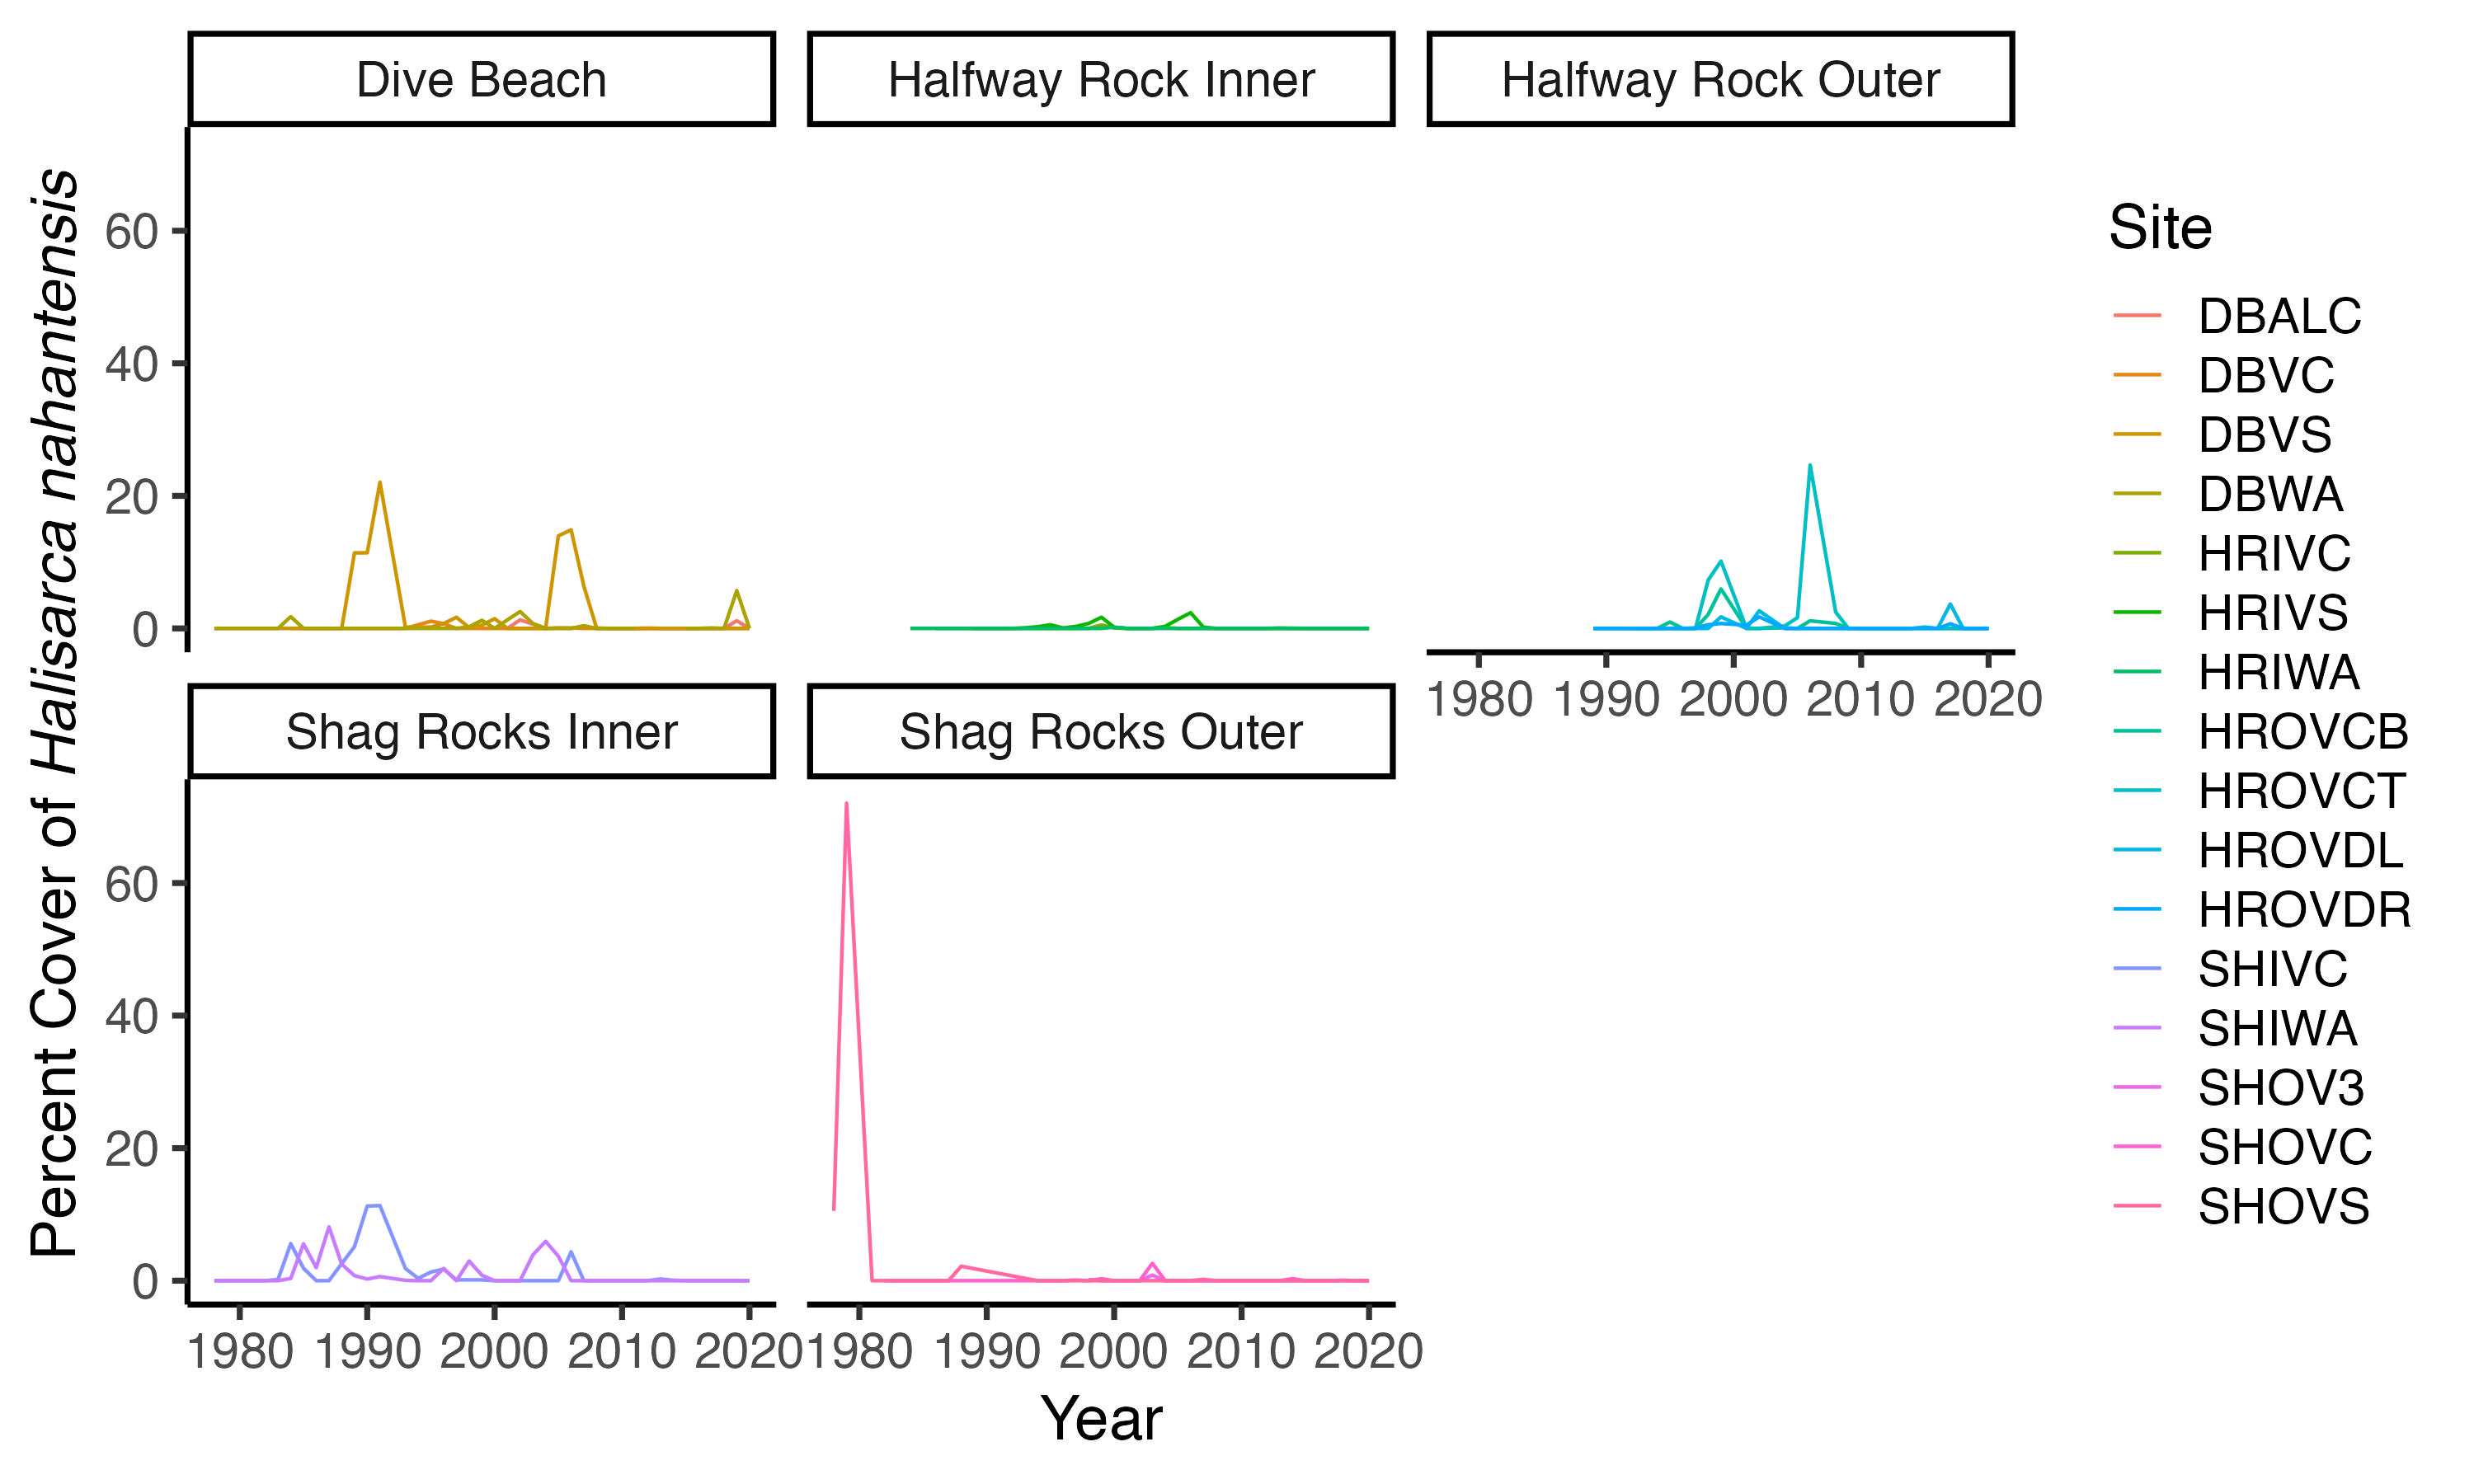 Dive Beach
Halfway Rock Inner
Halfway Rock Outer
Percent Cover of Halisarca nahantensis
60
40
20
0
1980 1990 2000 2010 2020
Shag Rocks Inner
Shag Rocks Outer
60
40
20
0
1980 1990 2000 2010 2020
1980 1990 2000 2010 2020
Year
Site
DBALC
DBVC
DBVS
DBWA
HRIVC
HRIVS
HRIWA
HROVCB
HROVCT
HROVDL
HROVDR
SHIVC
SHIWA
SHOV3
SHOVC
SHOVS